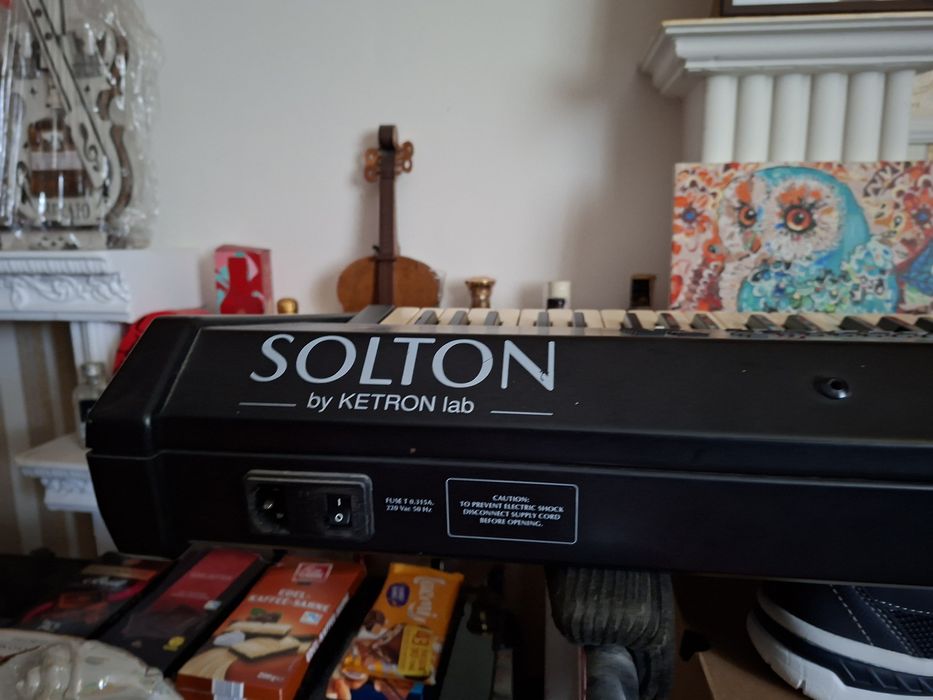 SOLTON
by KETRON lab
FUSE T 0.315A.
220 Vac 50 Hz
CAUTION:
TO PREVENT ELECTRIC SHOCK
DISCONNECT SUPPLY CORD
BEFORE OPENING.
EDEL-
KAFFEE-SAHNE